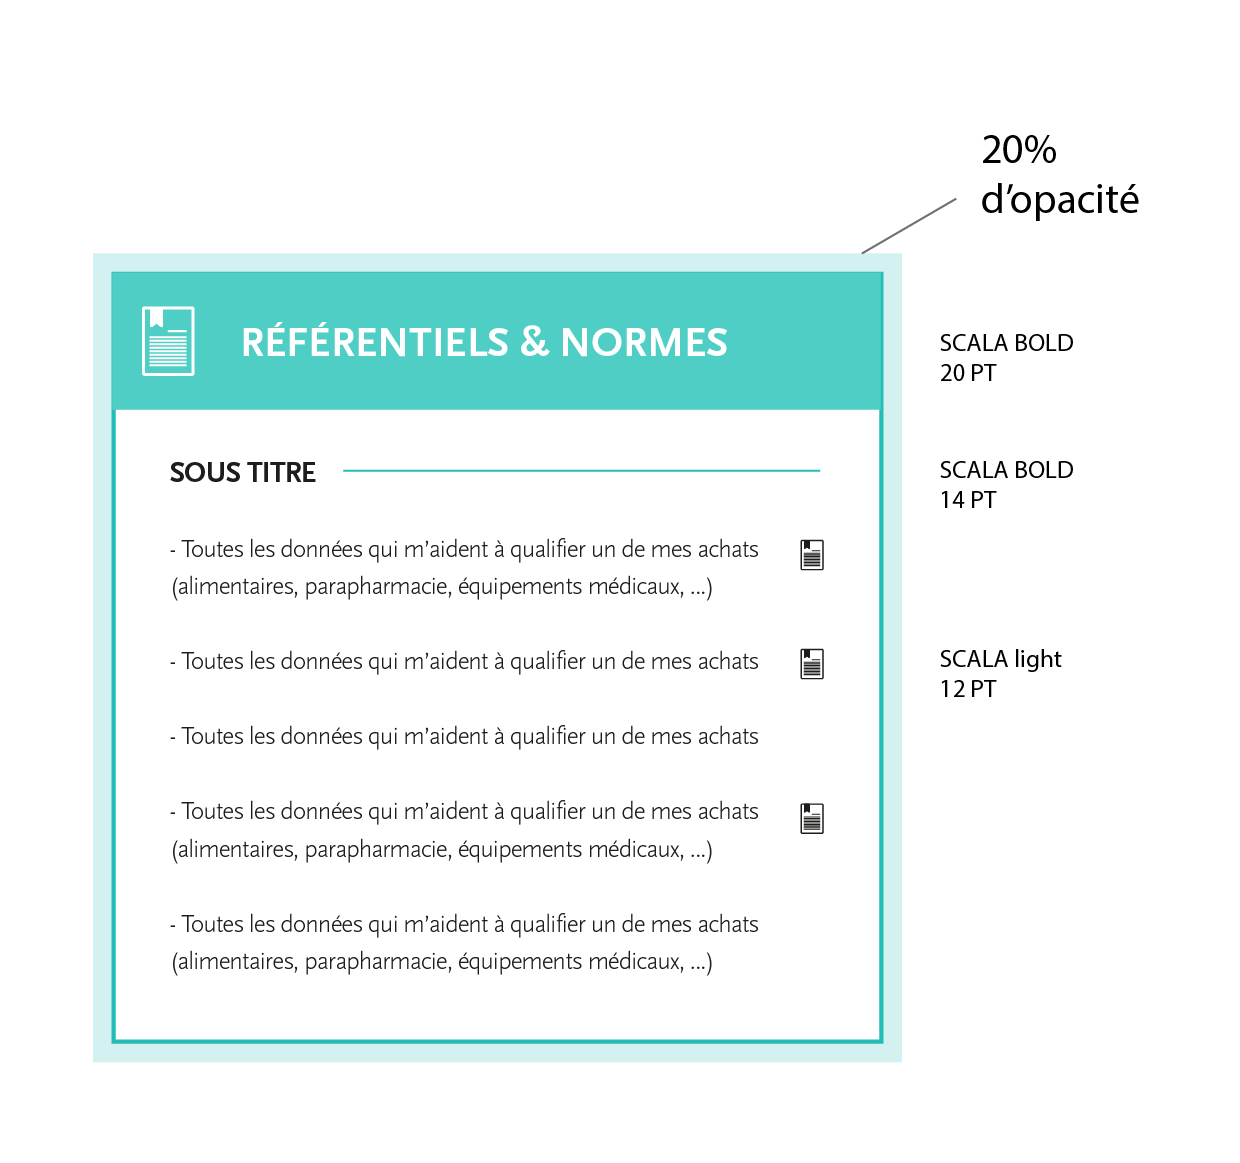 20%
d’opacité
RÉFÉRENTIELS & NORMES
SCALA BOLD
20 PT
SOUS TITRE
SCALA BOLD
14 PT
- Toutes les données qui m’aident à qualifier un de mes achats
(alimentaires, parapharmacie, équipements médicaux, ...)
- Toutes les données qui m’aident à qualifier un de mes achats
SCALA light
12 PT
- Toutes les données qui m’aident à qualifier un de mes achats
- Toutes les données qui m’aident à qualifier un de mes achats
(alimentaires, parapharmacie, équipements médicaux, ...)
- Toutes les données qui m’aident à qualifier un de mes achats
(alimentaires, parapharmacie, équipements médicaux, ...)